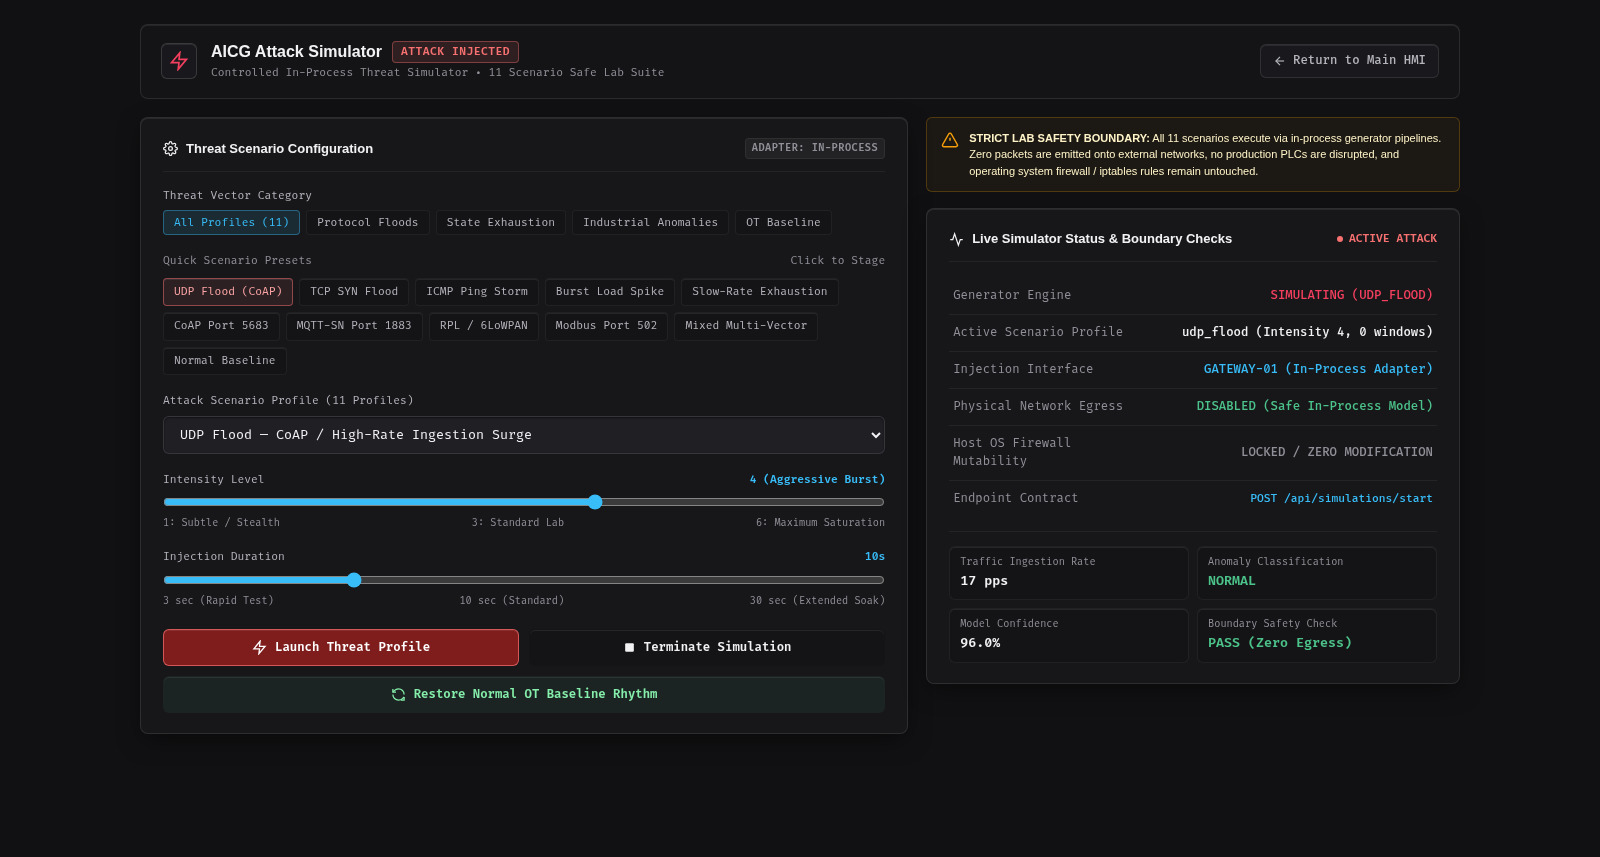 AICG Attack Simulator ATTACK INJECTED
Controlled In-Process Threat Simulator • 11 Scenario Safe Lab Suite
← Return to Main HMI
Threat Scenario Configuration
ADAPTER: IN-PROCESS
Threat Vector Category
All Profiles (11) Protocol Floods State Exhaustion Industrial Anomalies OT Baseline
Quick Scenario Presets Click to Stage
UDP Flood (CoAP) TCP SYN Flood ICMP Ping Storm Burst Load Spike Slow-Rate Exhaustion
CoAP Port 5683 MQTT-SN Port 1883 RPL / 6LoWPAN Modbus Port 502 Mixed Multi-Vector
Normal Baseline
Attack Scenario Profile (11 Profiles)
UDP Flood — CoAP / High-Rate Ingestion Surge
Intensity Level 4 (Aggressive Burst)
1: Subtle / Stealth 3: Standard Lab 6: Maximum Saturation
Injection Duration 10s
3 sec (Rapid Test) 10 sec (Standard) 30 sec (Extended Soak)
Launch Threat Profile Terminate Simulation
Restore Normal OT Baseline Rhythm
STRICT LAB SAFETY BOUNDARY: All 11 scenarios execute via in-process generator pipelines.
Zero packets are emitted onto external networks, no production PLCs are disrupted, and
operating system firewall / iptables rules remain untouched.
Live Simulator Status & Boundary Checks ACTIVE ATTACK
Generator Engine SIMULATING (UDP_FLOOD)
Active Scenario Profile udp_flood (Intensity 4, 0 windows)
Injection Interface GATEWAY-01 (In-Process Adapter)
Physical Network Egress DISABLED (Safe In-Process Model)
Host OS Firewall
Mutability LOCKED / ZERO MODIFICATION
Endpoint Contract POST /api/simulations/start
Traffic Ingestion Rate Anomaly Classification
17 pps NORMAL
Model Confidence Boundary Safety Check
96.0% PASS (Zero Egress)